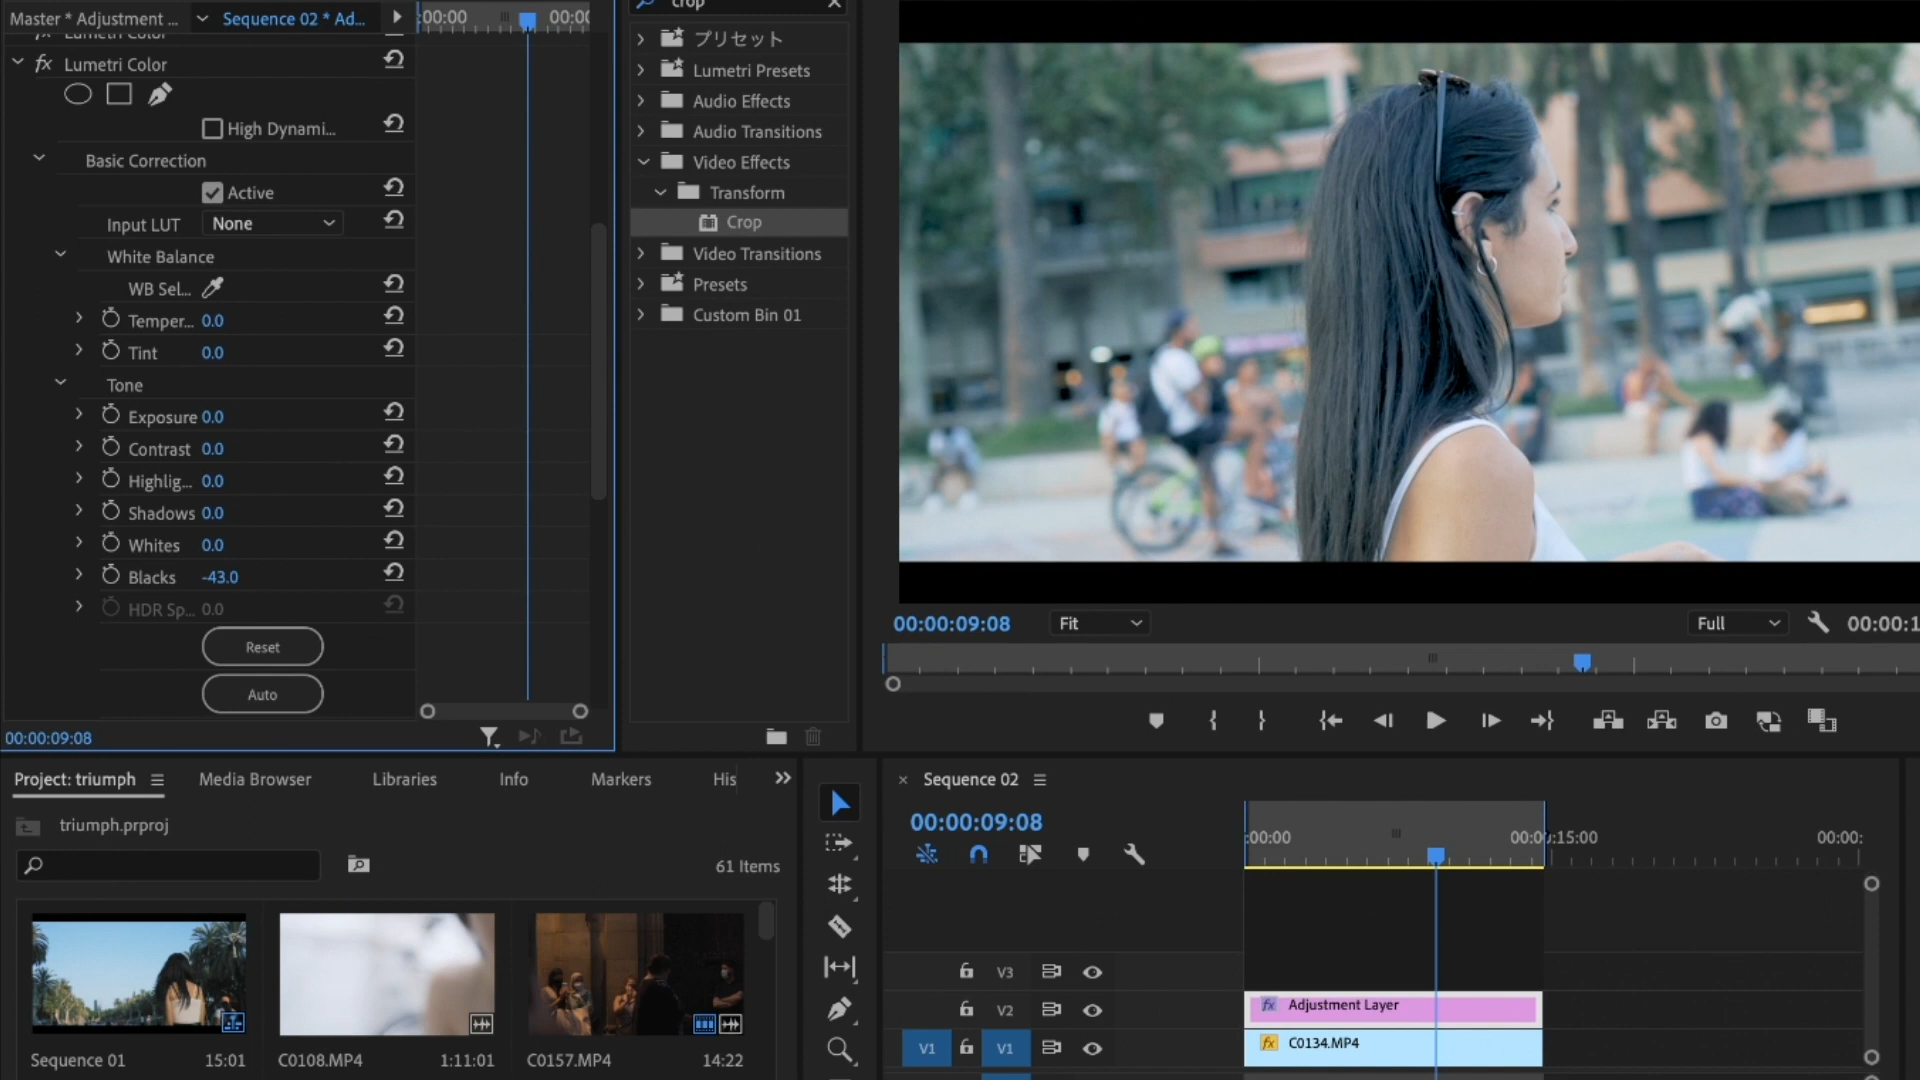 Master * Adjustment ...
Sequence 02 * Ad...
:00:00
00:00
Lumetri Color
Lumetri Color
High Dynami...
Basic Correction
Active
Input LUT
None
White Balance
WB Sel...
Temper...
0.0
Tint
0.0
Tone
Exposure
0.0
Contrast
0.0
Highlig...
0.0
Shadows
0.0
Whites
0.0
Blacks
-43.0
HDR Sp...
0.0
Reset
Auto
00:00:09:08
crop
プリセット
Lumetri Presets
Audio Effects
Audio Transitions
Video Effects
Transform
Crop
Video Transitions
Presets
Custom Bin 01
00:00:09:08
Fit
Full
00:00:1
Project: triumph
Media Browser
Libraries
Info
Markers
His
triumph.prproj
61 Items
Sequence 01
15:01
C0108.MP4
1:11:01
C0157.MP4
14:22
× Sequence 02
00:00:09:08
:00:00
00:00:15:00
00:00:
V3
V2
fx Adjustment Layer
V1
V1
fx C0134.MP4